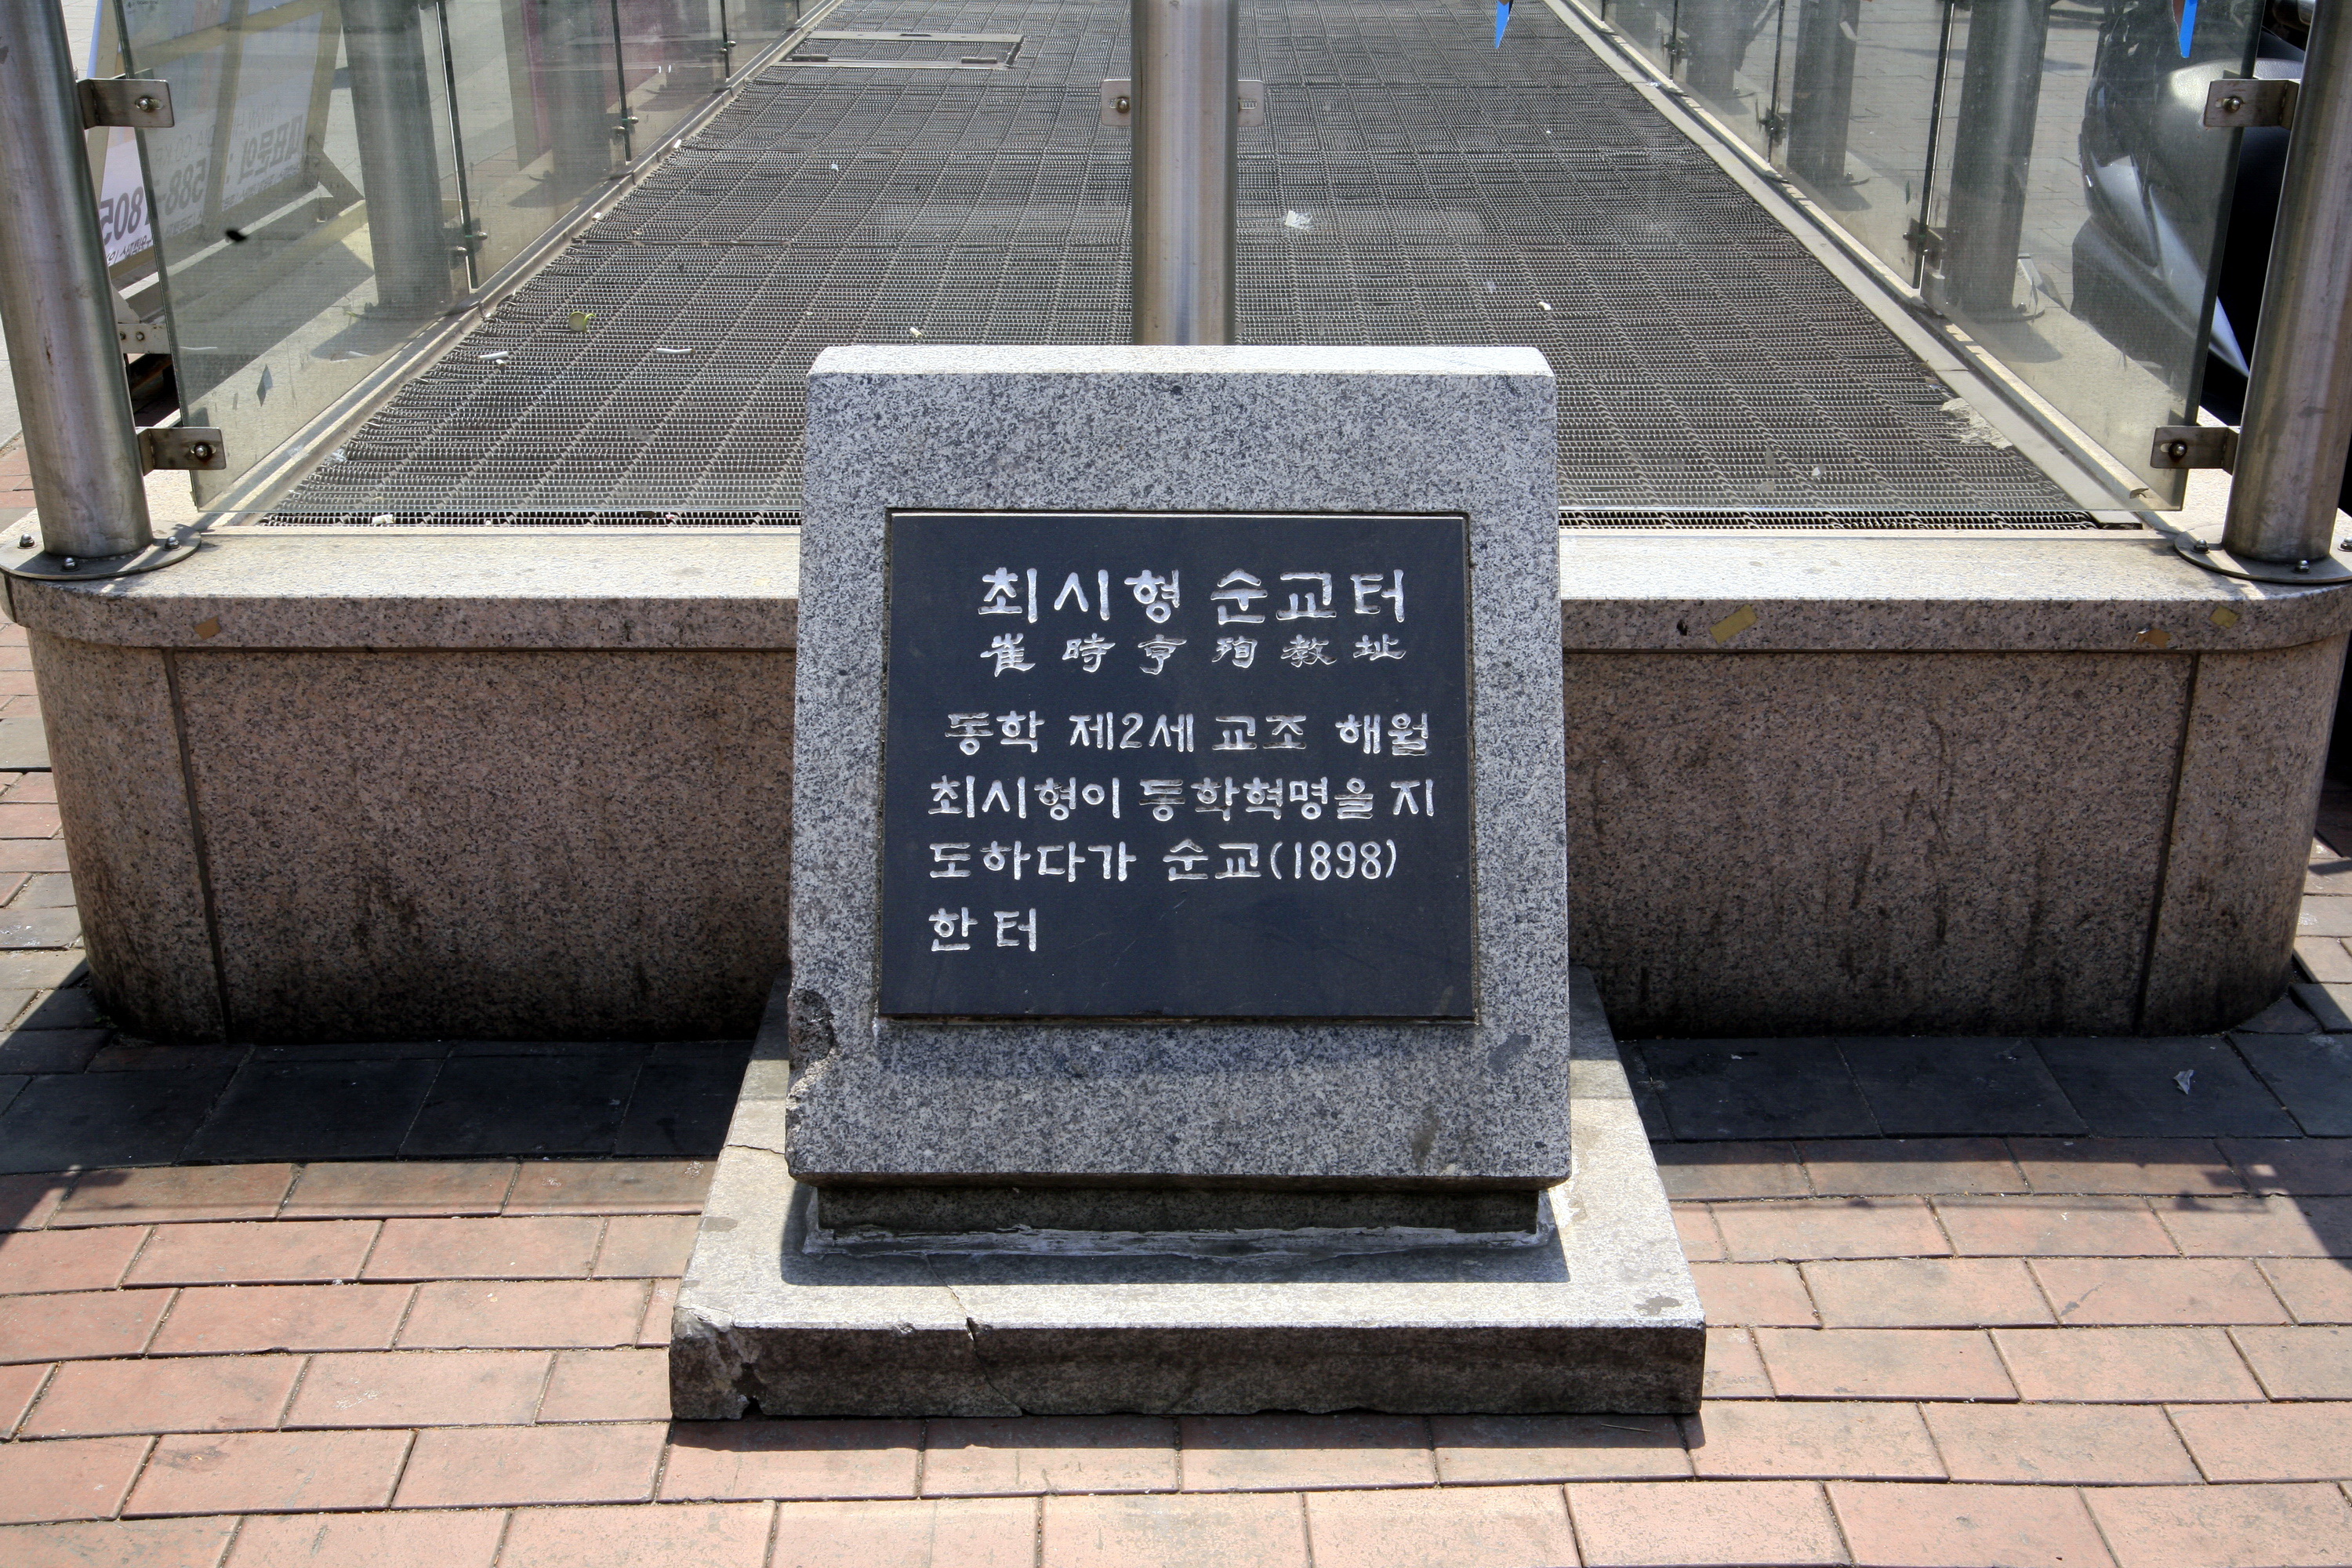 최시형 순교터
崔時亨殉教址
동학 제2세 교조 해월
최시형이 동학혁명을 지
도하다가 순교(1898)
한 터